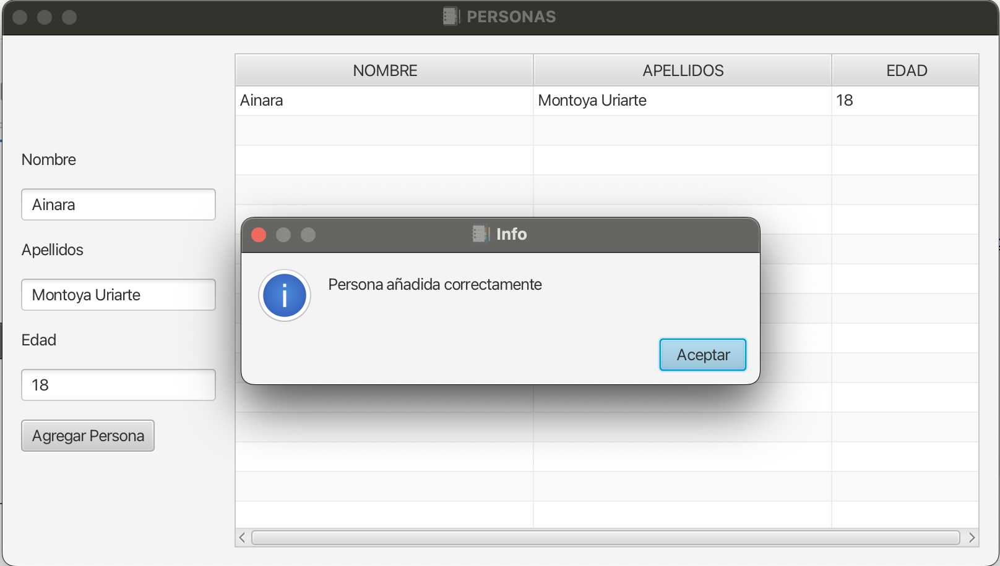 PERSONAS
NOMBRE APELLIDOS EDAD
Ainara Montoya Uriarte 18
Nombre
Ainara
Apellidos
Montoya Uriarte
Edad
18
Agregar Persona
Info
Persona añadida correctamente
Aceptar